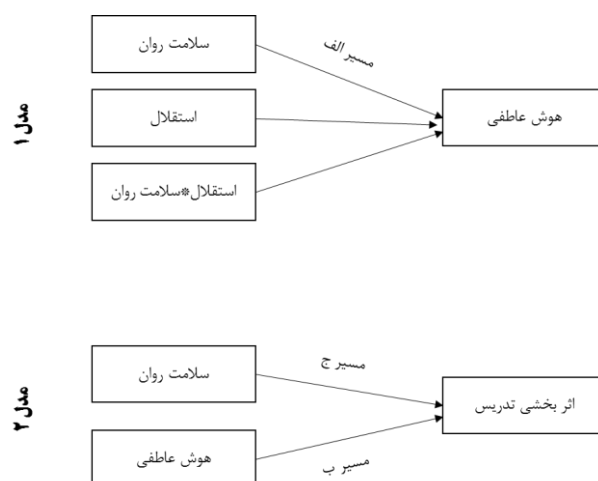 مدل ۱
سلامت روان
مسیر الف
استقلال
هوش عاطفی
استقلال*سلامت روان
مدل ۲
سلامت روان
مسیر ج
اثر بخشی تدریس
هوش عاطفی
مسیر ب